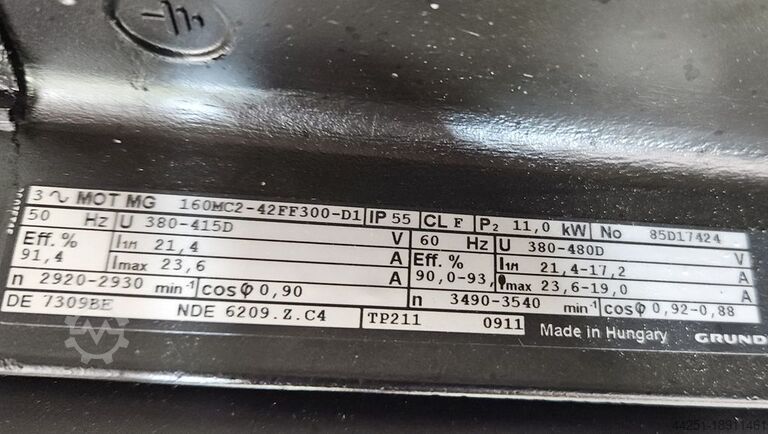 3∿ MOT MG 160MC2-42FF300-D1 IP 55 CL F P₂ 11,0 kW No 85D17424
50 Hz U 380-415D V 60 Hz U 380-480D V
Eff. % 91,4 I1/1 21,4 A Eff. % 90,0-93, I1/1 21,4-17,2 A
Imax 23,6 A Imax 23,6-19,0 A
n 2920-2930 min⁻¹ cosφ 0,90 n 3490-3540 min⁻¹ cosφ 0,92-0,88
DE 7309BE NDE 6209.Z.C4 TP211 0911 Made in Hungary GRUND
44251-18911461